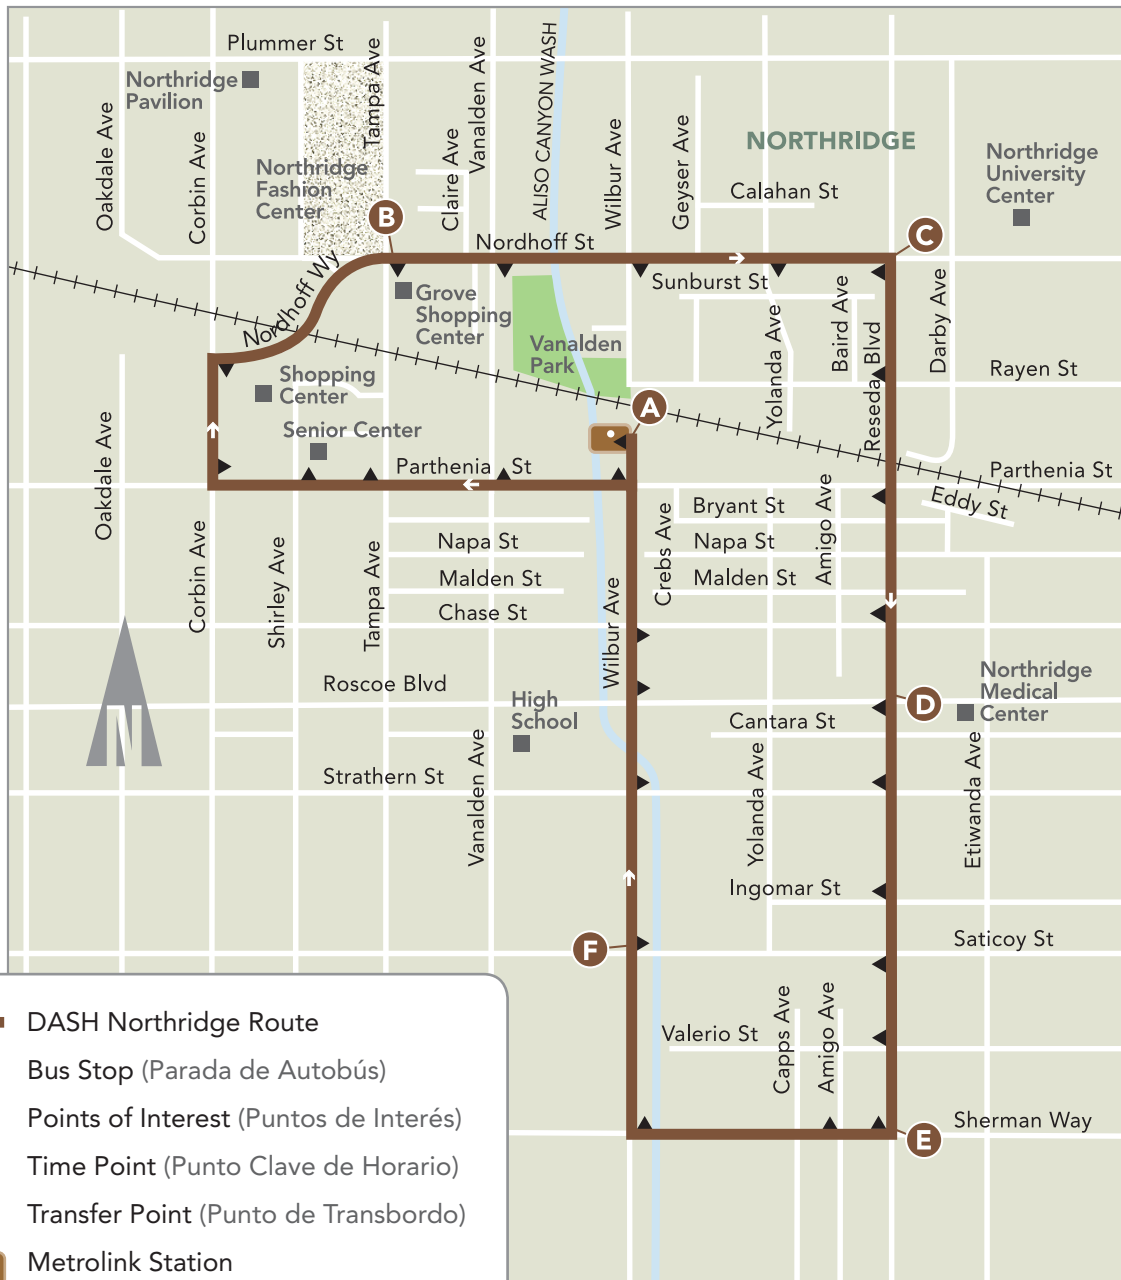 Plummer St
Northridge
Pavilion
Oakdale Ave
Corbin Ave
Tampa Ave
Northridge
Fashion
Center
Claire Ave
Vanalden Ave
ALISO CANYON WASH
Wilbur Ave
Geyser Ave
NORTHRIDGE
Calahan St
Northridge
University
Center
B
C
Nordhoff St
Nordhoff Wy
Sunburst St
Grove
Shopping
Center
Vanalden
Park
Yolanda Ave
Baird Ave
Reseda Blvd
Darby Ave
Rayen St
Shopping
Center
Senior Center
A
Oakdale Ave
Parthenia St
Parthenia St
Eddy St
Bryant St
Napa St
Napa St
Malden St
Malden St
Chase St
Corbin Ave
Shirley Ave
Tampa Ave
Wilbur Ave
Crebs Ave
Amigo Ave
N
Roscoe Blvd
High
School
Northridge
Medical
Center
D
Cantara St
Strathern St
Vanalden Ave
Yolanda Ave
Etiwanda Ave
Ingomar St
F
Saticoy St
Valerio St
Capps Ave
Amigo Ave
Sherman Way
E
DASH Northridge Route
Bus Stop (Parada de Autobús)
Points of Interest (Puntos de Interés)
Time Point (Punto Clave de Horario)
Transfer Point (Punto de Transbordo)
Metrolink Station